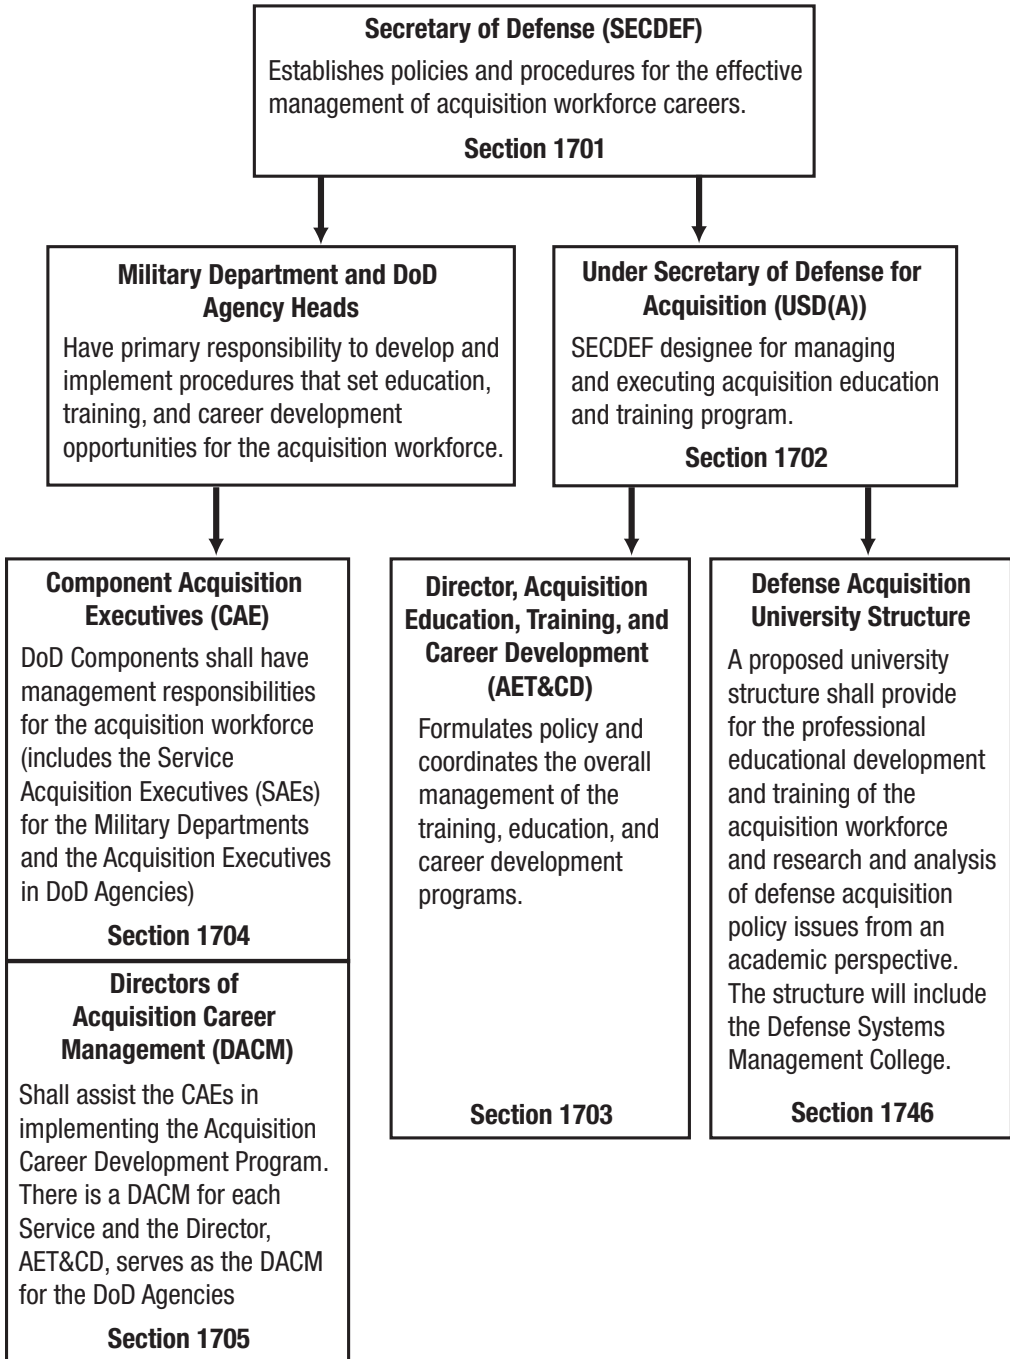 Secretary of Defense (SECDEF)
Establishes policies and procedures for the effective
management of acquisition workforce careers.
Section 1701
Military Department and DoD
Agency Heads
Have primary responsibility to develop and
implement procedures that set education,
training, and career development
opportunities for the acquisition workforce.
Under Secretary of Defense for
Acquisition (USD(A))
SECDEF designee for managing
and executing acquisition education
and training program.
Section 1702
Component Acquisition
Executives (CAE)
DoD Components shall have
management responsibilities
for the acquisition workforce
(includes the Service
Acquisition Executives (SAEs)
for the Military Departments
and the Acquisition Executives
in DoD Agencies)
Section 1704
Directors of
Acquisition Career
Management (DACM)
Shall assist the CAEs in
implementing the Acquisition
Career Development Program.
There is a DACM for each
Service and the Director,
AET&CD, serves as the DACM
for the DoD Agencies
Section 1705
Director, Acquisition
Education, Training, and
Career Development
(AET&CD)
Formulates policy and
coordinates the overall
management of the
training, education, and
career development
programs.
Section 1703
Defense Acquisition
University Structure
A proposed university
structure shall provide
for the professional
educational development
and training of the
acquisition workforce
and research and analysis
of defense acquisition
policy issues from an
academic perspective.
The structure will include
the Defense Systems
Management College.
Section 1746